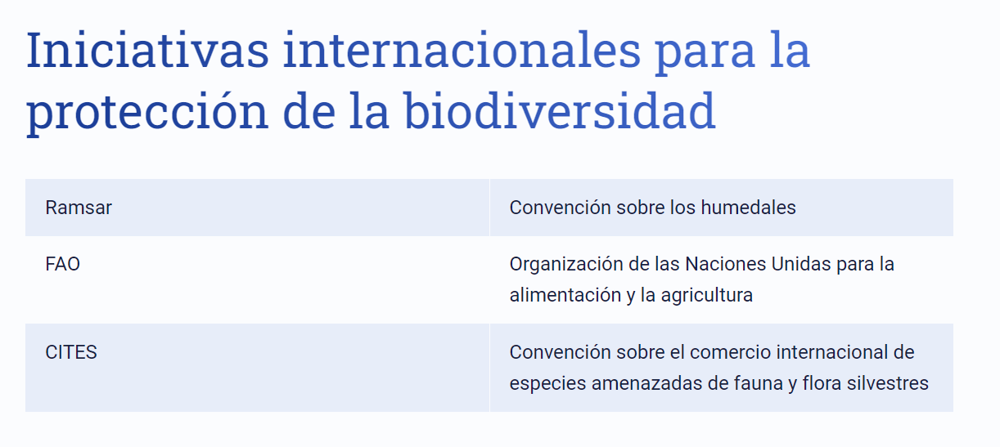 Iniciativas internacionales para la
protección de la biodiversidad
Ramsar
Convención sobre los humedales
FAO
Organización de las Naciones Unidas para la
alimentación y la agricultura
CITES
Convención sobre el comercio internacional de
especies amenazadas de fauna y flora silvestres